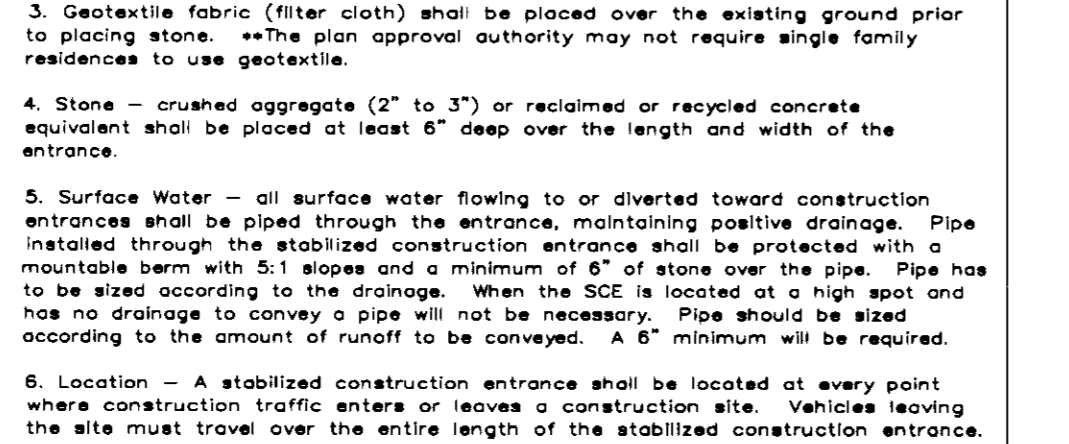 3. Geotextile fabric (filter cloth) shall be placed over the existing ground prior
to placing stone. **The plan approval authority may not require single family
residences to use geotextile.
4. Stone – crushed aggregate (2" to 3") or reclaimed or recycled concrete
equivalent shall be placed at least 6" deep over the length and width of the
entrance.
5. Surface Water – all surface water flowing to or diverted toward construction
entrances shall be piped through the entrance, maintaining positive drainage. Pipe
installed through the stabilized construction entrance shall be protected with a
mountable berm with 5:1 slopes and a minimum of 6" of stone over the pipe. Pipe has
to be sized according to the drainage. When the SCE is located at a high spot and
has no drainage to convey a pipe will not be necessary. Pipe should be sized
according to the amount of runoff to be conveyed. A 6" minimum will be required.
6. Location – A stabilized construction entrance shall be located at every point
where construction traffic enters or leaves a construction site. Vehicles leaving
the site must travel over the entire length of the stabilized construction entrance.